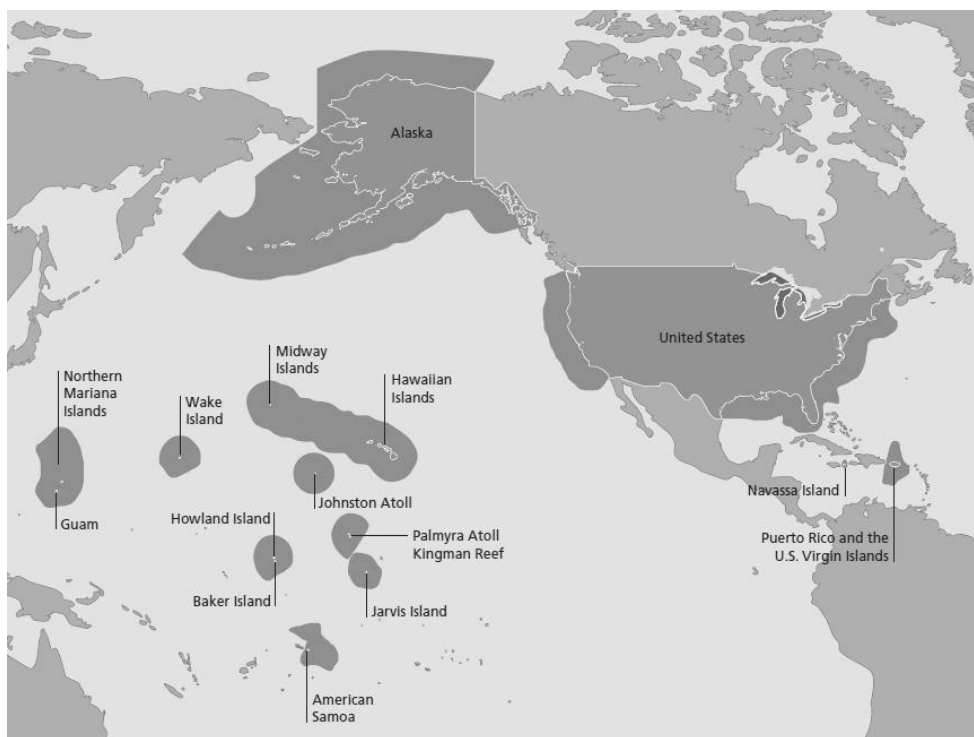 Alaska
United States
Midway
Islands
Northern
Mariana
Islands
Wake
Island
Hawaiian
Islands
Guam
Johnston Atoll
Navassa Island
Howland Island
Palmyra Atoll
Kingman Reef
Puerto Rico and the
U.S. Virgin Islands
Baker Island
Jarvis Island
American
Samoa